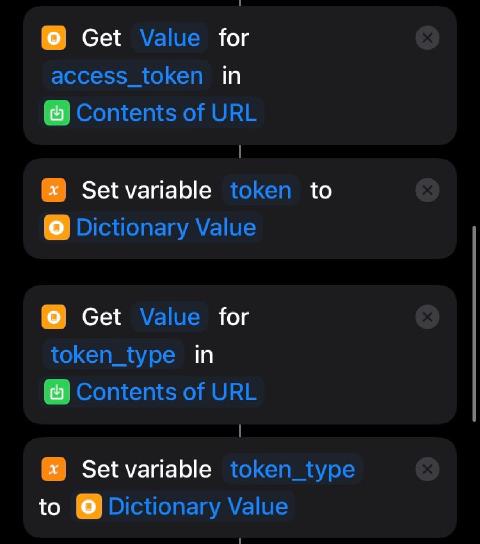 Get Value for
access_token in
Contents of URL
Set variable token to
Dictionary Value
Get Value for
token_type in
Contents of URL
Set variable token_type
to Dictionary Value